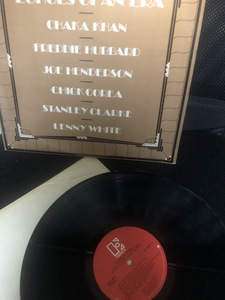 ECHOES OF AN ERA
CHAKA KHAN
FREDDIE HUBBARD
JOE HENDERSON
CHICK COREA
STANLEY CLARKE
LENNY WHITE